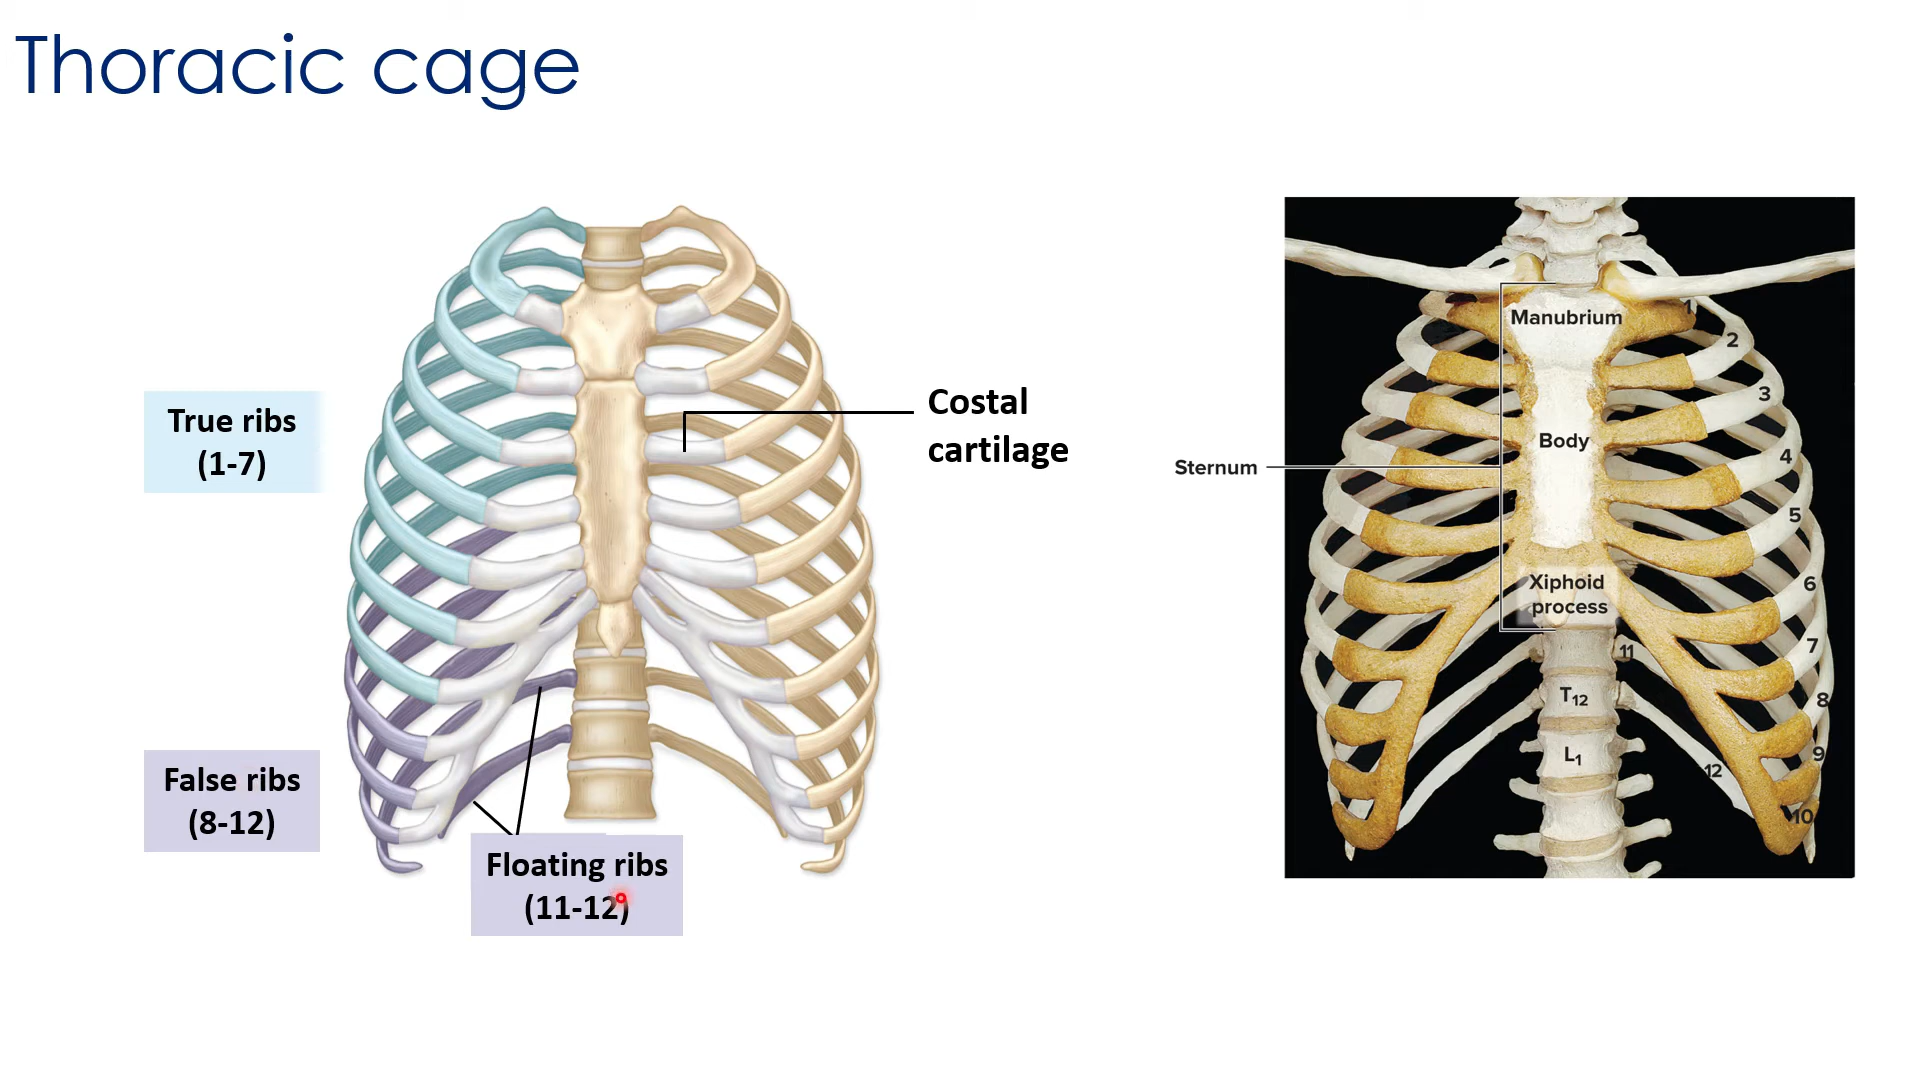 Thoracic cage
True ribs
(1-7)
False ribs
(8-12)
Floating ribs
(11-12)
Costal
cartilage
Sternum
Manubrium
Body
Xiphoid
process
1
2
3
4
5
6
7
8
9
10
11
12
T12
L1